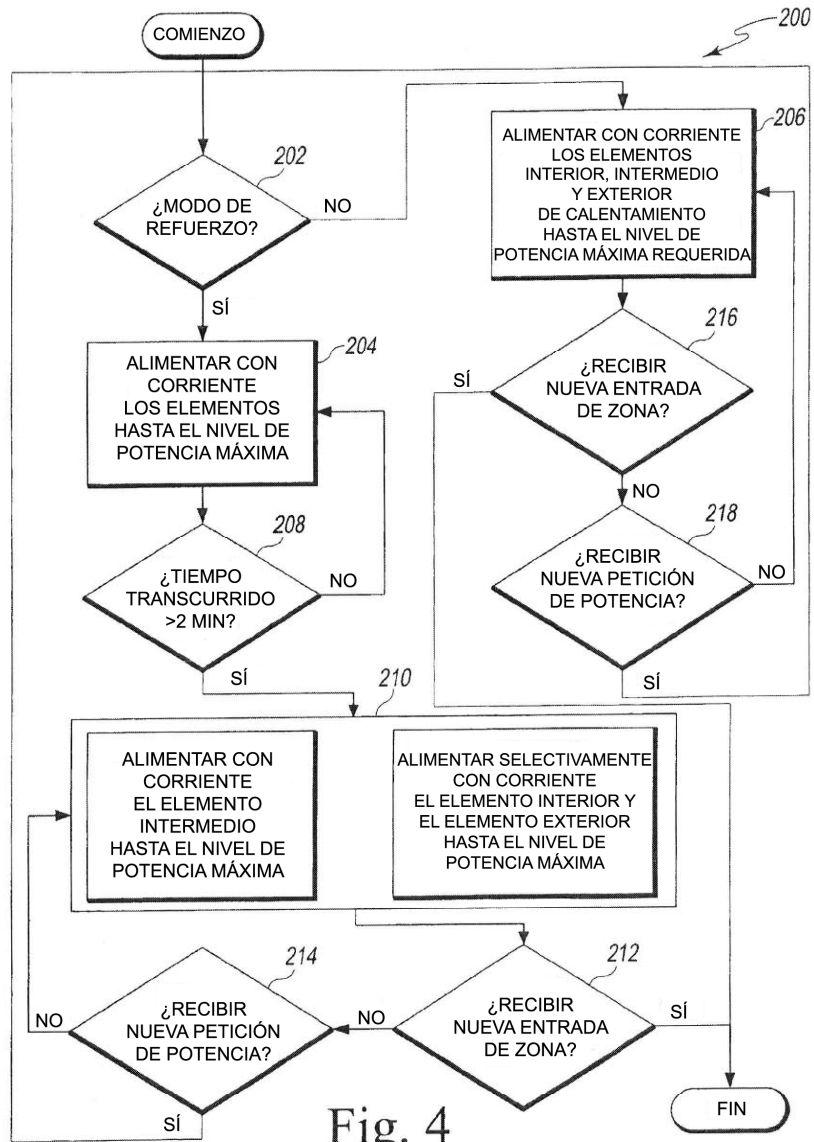 COMIENZO
200
202
¿MODO DE
REFUERZO?
NO
SÍ
206
ALIMENTAR CON CORRIENTE
LOS ELEMENTOS
INTERIOR, INTERMEDIO
Y EXTERIOR
DE CALENTAMIENTO
HASTA EL NIVEL DE
POTENCIA MÁXIMA REQUERIDA
204
ALIMENTAR CON
CORRIENTE
LOS ELEMENTOS
HASTA EL NIVEL DE
POTENCIA MÁXIMA
216
¿RECIBIR
NUEVA ENTRADA
DE ZONA?
SÍ
NO
208
¿TIEMPO
TRANSCURRIDO
>2 MIN?
NO
SÍ
218
¿RECIBIR
NUEVA PETICIÓN
DE POTENCIA?
NO
SÍ
210
ALIMENTAR CON
CORRIENTE
EL ELEMENTO
INTERMEDIO
HASTA EL NIVEL DE
POTENCIA MÁXIMA
ALIMENTAR SELECTIVAMENTE
CON CORRIENTE
EL ELEMENTO INTERIOR Y
EL ELEMENTO EXTERIOR
HASTA EL NIVEL DE
POTENCIA MÁXIMA
214
¿RECIBIR
NUEVA PETICIÓN
DE POTENCIA?
NO
SÍ
212
¿RECIBIR
NUEVA ENTRADA
DE ZONA?
NO
SÍ
FIN
Fig. 4